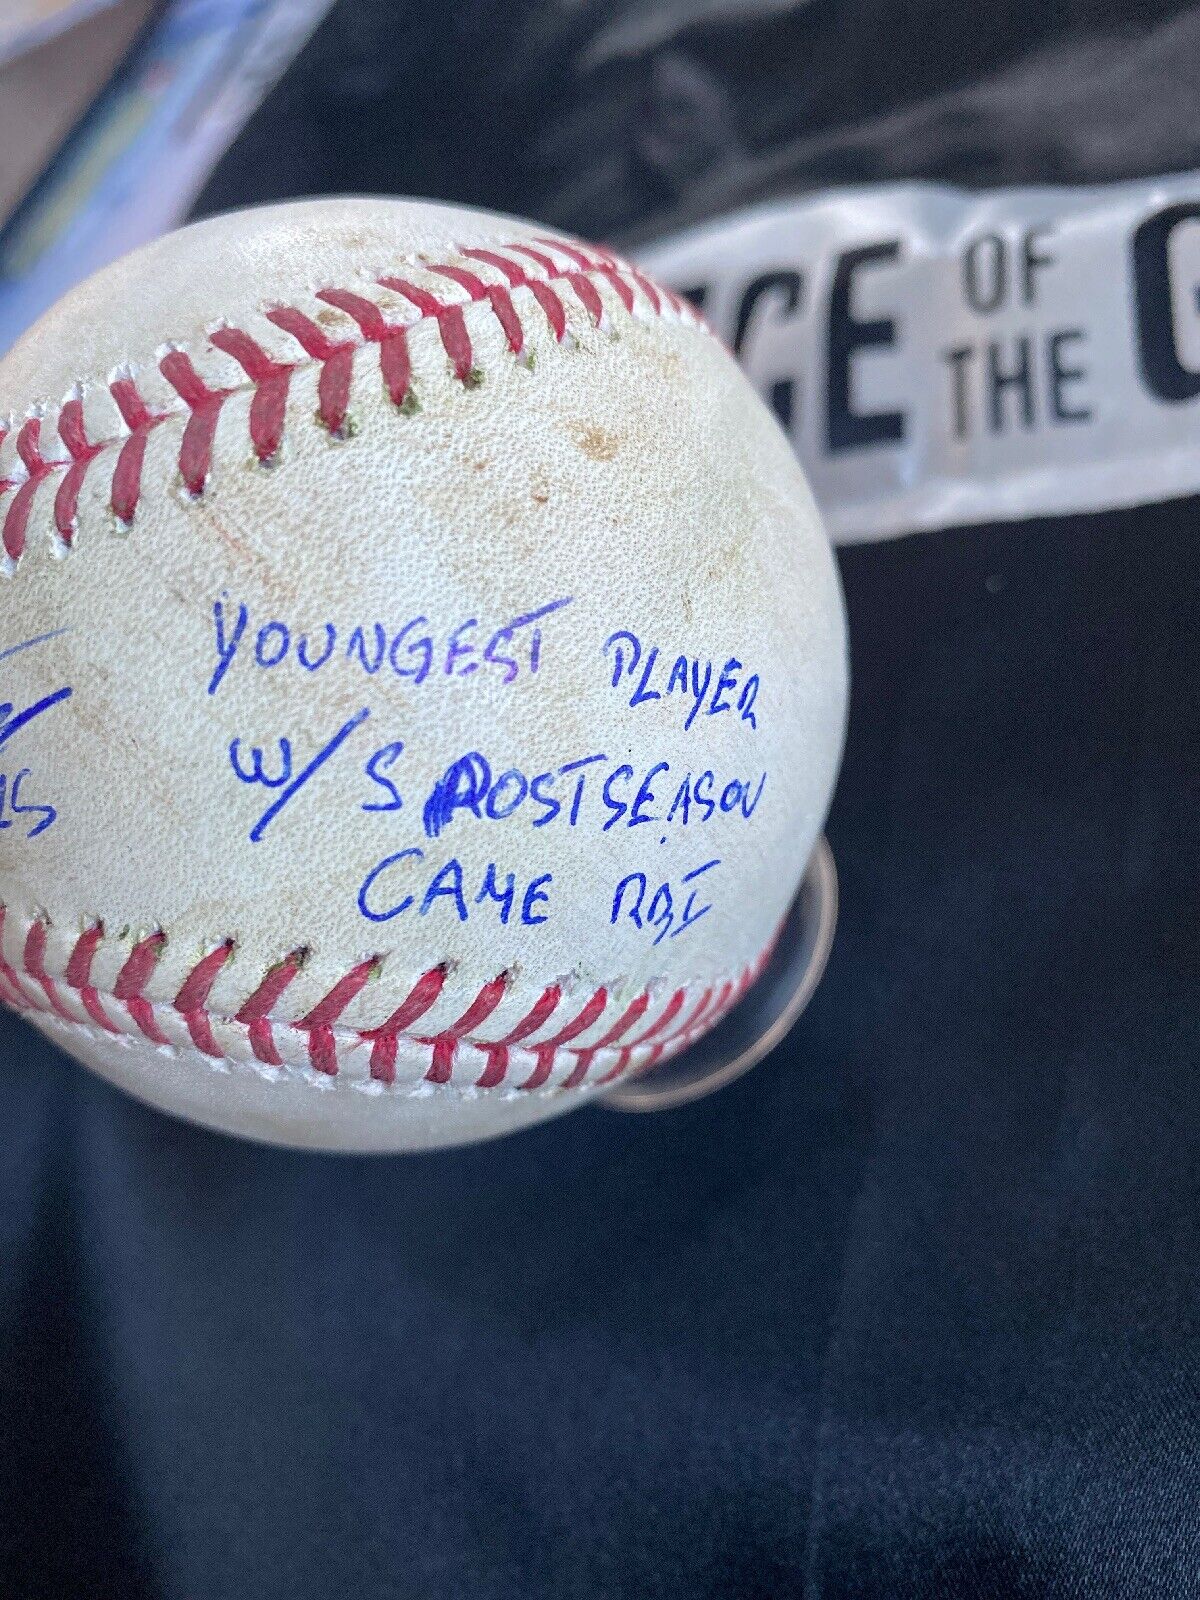 YOUNGEST PLAYER
W/ 5 POSTSEASON
GAME RBI
OF
THE